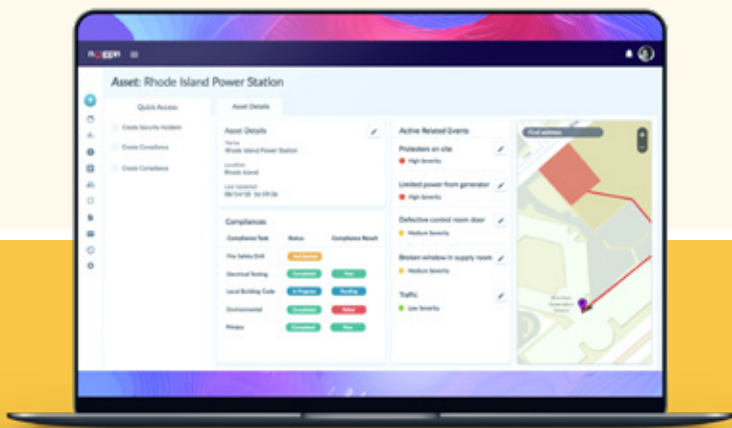 Asset: Rhode Island Power Station
Quick Access
Create Security Incident
Create Compliance
Create Compliance
Asset Details
Asset Details
Name
Rhode Island Power Station
Location
Rhode Island
Last Updated
Compliances
Compliance Task Status Compliance Result
Fire Safety Drill Not Started
Electrical Testing Completed Pass
Local Building Code In Progress Pending
Environmental Completed Failed
Privacy Completed Pass
Active Related Events
Protesters on site
High Severity
Limited power from generator
High Severity
Defective control room door
Medium Severity
Broken window in supply room
Medium Severity
Traffic
Low Severity
Find address